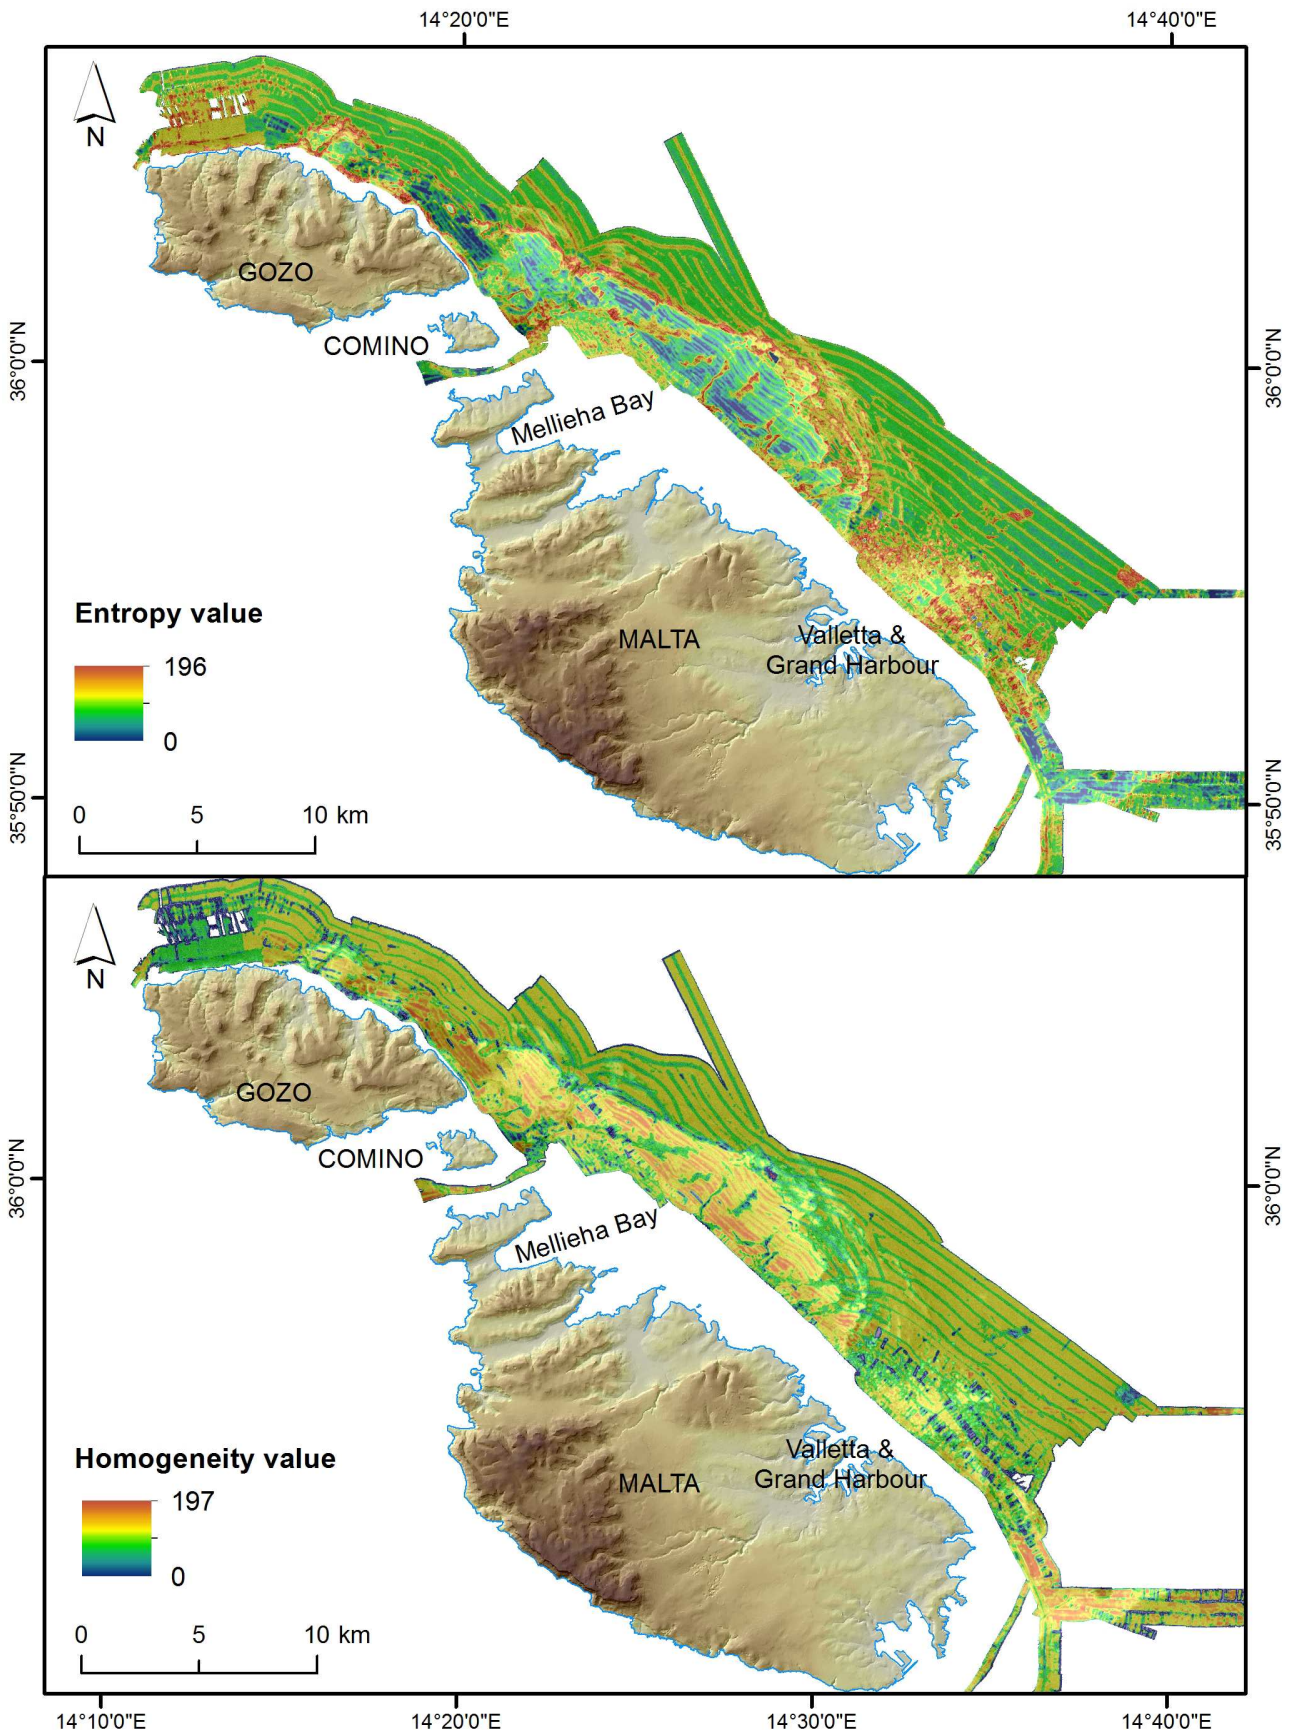 14°20'0"E 14°40'0"E
N
GOZO
COMINO
36°0'0"N 36°0'0"N
Mellieha Bay
Entropy value
MALTA
Valletta &
Grand Harbour
196
0
35°50'0"N 35°50'0"N
0 5 10 km
N
GOZO
COMINO
36°0'0"N 36°0'0"N
Mellieha Bay
Homogeneity value
Valletta &
Grand Harbour
MALTA
197
0
0 5 10 km
14°10'0"E 14°20'0"E 14°30'0"E 14°40'0"E